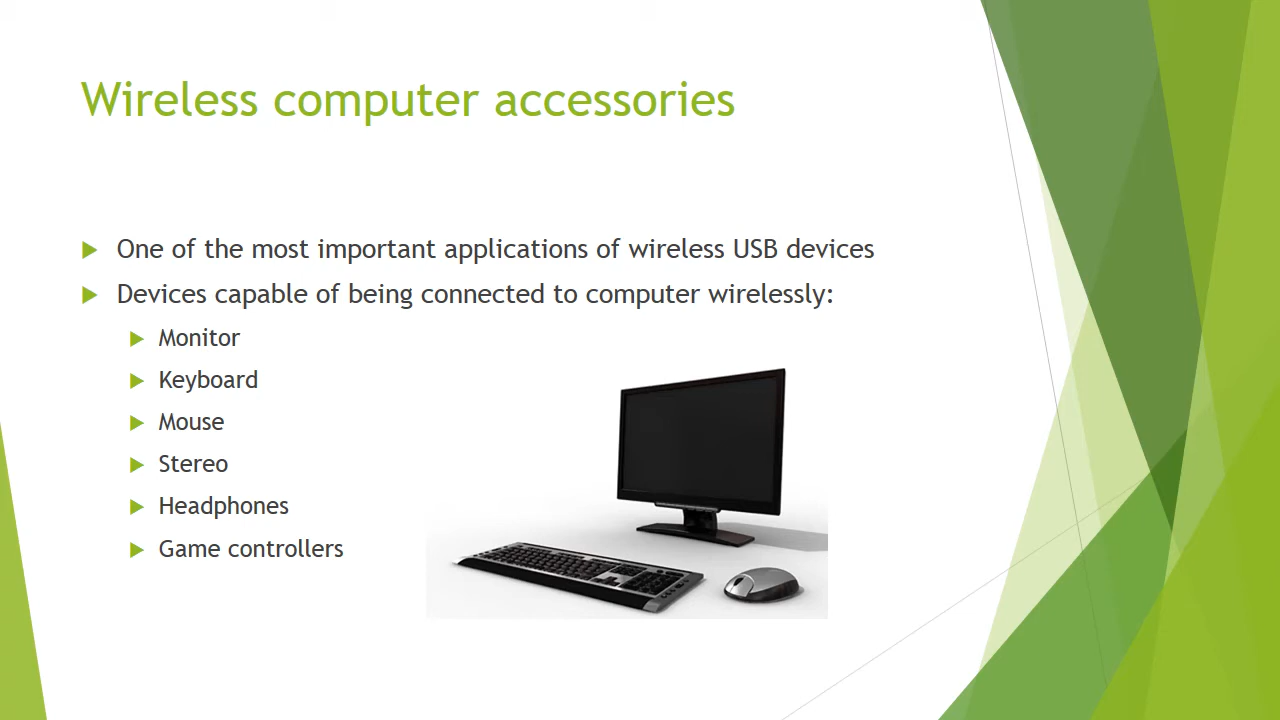 Wireless computer accessories
One of the most important applications of wireless USB devices
Devices capable of being connected to computer wirelessly:
Monitor
Keyboard
Mouse
Stereo
Headphones
Game controllers